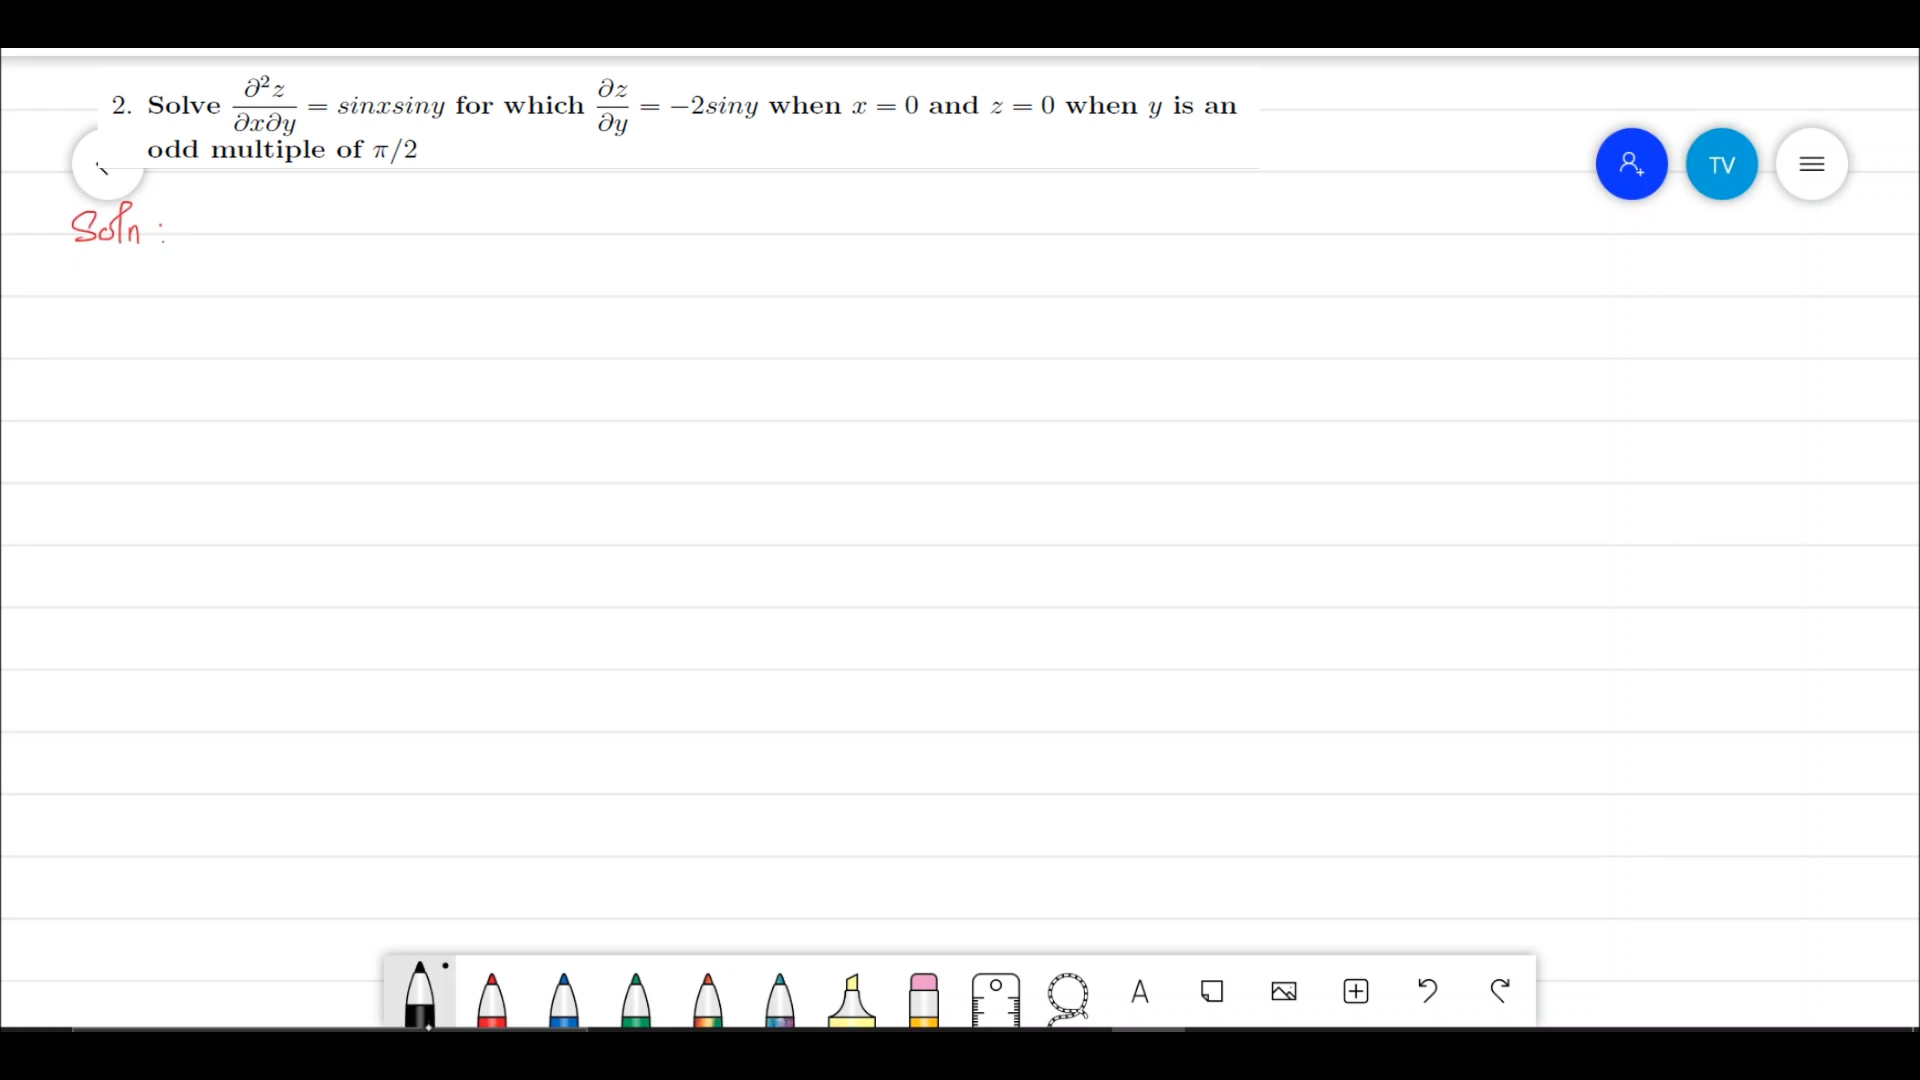 2. Solve ∂²z/∂x∂y = sinxsiny for which ∂z/∂y = −2siny when x = 0 and z = 0 when y is an
odd multiple of π/2
TV
Soln :
A